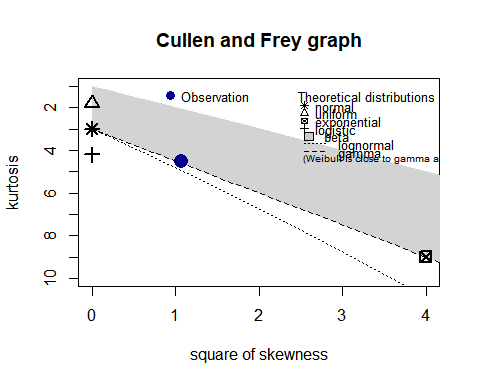 Cullen and Frey graph
Observation
Theoretical distributions
normal
uniform
exponential
logistic
beta
lognormal
gamma
(Weibull is close to gamma a
kurtosis
2
4
6
8
10
0 1 2 3 4
square of skewness